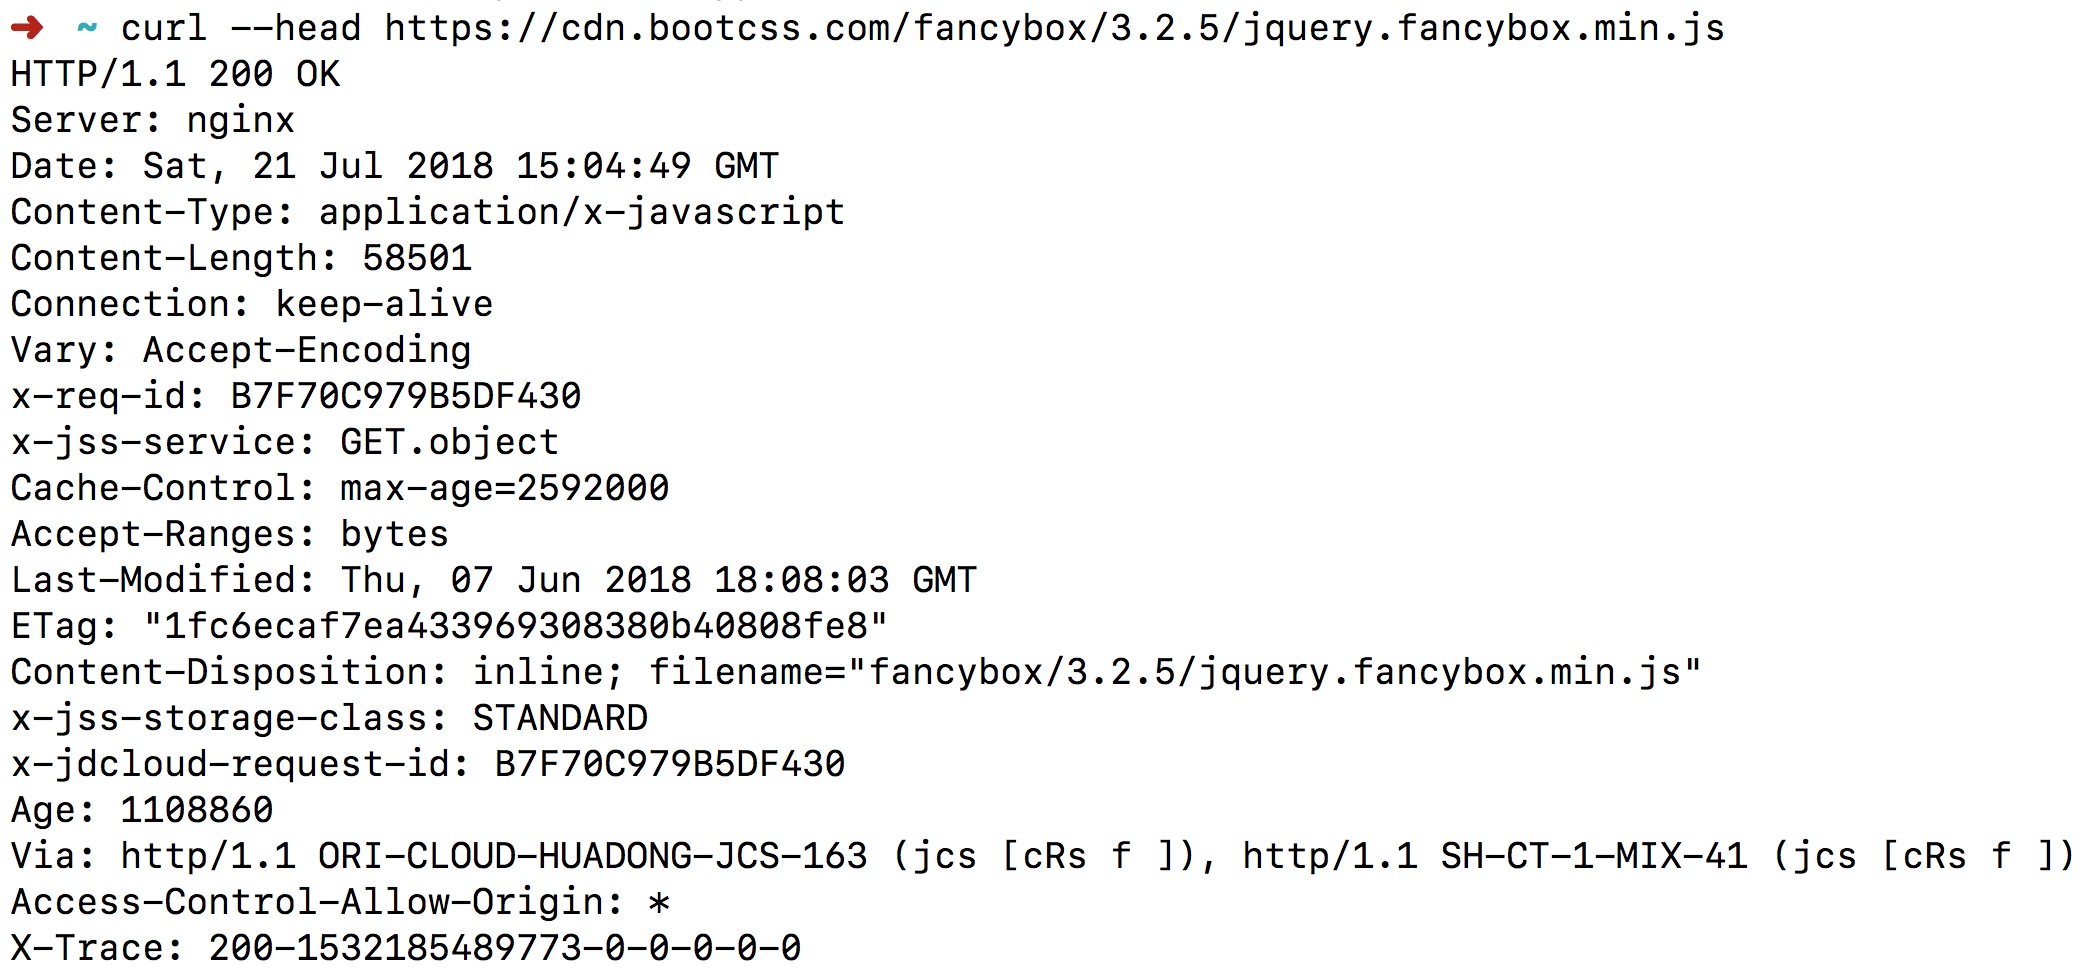 ➜ ~ curl --head https://cdn.bootcss.com/fancybox/3.2.5/jquery.fancybox.min.js
HTTP/1.1 200 OK
Server: nginx
Date: Sat, 21 Jul 2018 15:04:49 GMT
Content-Type: application/x-javascript
Content-Length: 58501
Connection: keep-alive
Vary: Accept-Encoding
x-req-id: B7F70C979B5DF430
x-jss-service: GET.object
Cache-Control: max-age=2592000
Accept-Ranges: bytes
Last-Modified: Thu, 07 Jun 2018 18:08:03 GMT
ETag: "1fc6ecaf7ea433969308380b40808fe8"
Content-Disposition: inline; filename="fancybox/3.2.5/jquery.fancybox.min.js"
x-jss-storage-class: STANDARD
x-jdcloud-request-id: B7F70C979B5DF430
Age: 1108860
Via: http/1.1 ORI-CLOUD-HUADONG-JCS-163 (jcs [cRs f ]), http/1.1 SH-CT-1-MIX-41 (jcs [cRs f ])
Access-Control-Allow-Origin: *
X-Trace: 200-1532185489773-0-0-0-0-0